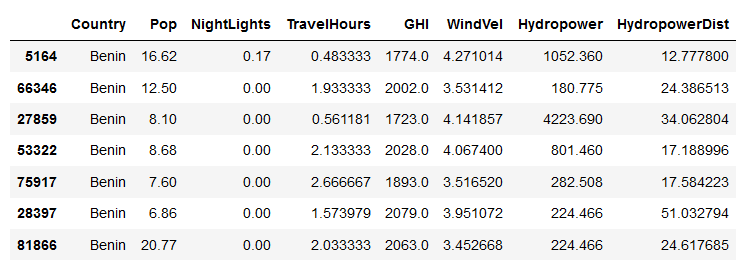 Country Pop NightLights TravelHours GHI WindVel Hydropower HydropowerDist
5164 Benin 16.62 0.17 0.483333 1774.0 4.271014 1052.360 12.777800
66346 Benin 12.50 0.00 1.933333 2002.0 3.531412 180.775 24.386513
27859 Benin 8.10 0.00 0.561181 1723.0 4.141857 4223.690 34.062804
53322 Benin 8.68 0.00 2.133333 2028.0 4.067400 801.460 17.188996
75917 Benin 7.60 0.00 2.666667 1893.0 3.516520 282.508 17.584223
28397 Benin 6.86 0.00 1.573979 2079.0 3.951072 224.466 51.032794
81866 Benin 20.77 0.00 2.033333 2063.0 3.452668 224.466 24.617685